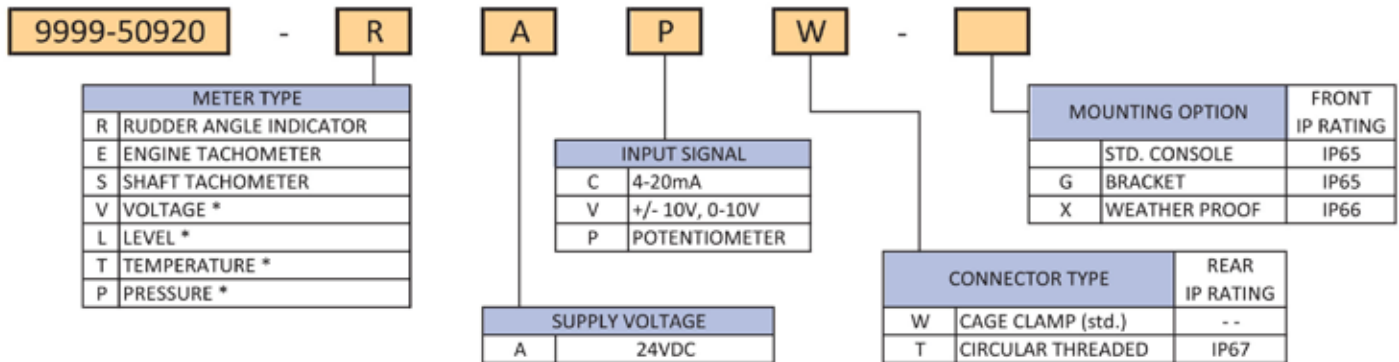 9999-50920 - R A P W -
METER TYPE
R RUDDER ANGLE INDICATOR
E ENGINE TACHOMETER
S SHAFT TACHOMETER
V VOLTAGE *
L LEVEL *
T TEMPERATURE *
P PRESSURE *
SUPPLY VOLTAGE
A 24VDC
INPUT SIGNAL
C 4-20mA
V +/- 10V, 0-10V
P POTENTIOMETER
CONNECTOR TYPE REAR
IP RATING
W CAGE CLAMP (std.) - -
T CIRCULAR THREADED IP67
MOUNTING OPTION FRONT
IP RATING
STD. CONSOLE IP65
G BRACKET IP65
X WEATHER PROOF IP66